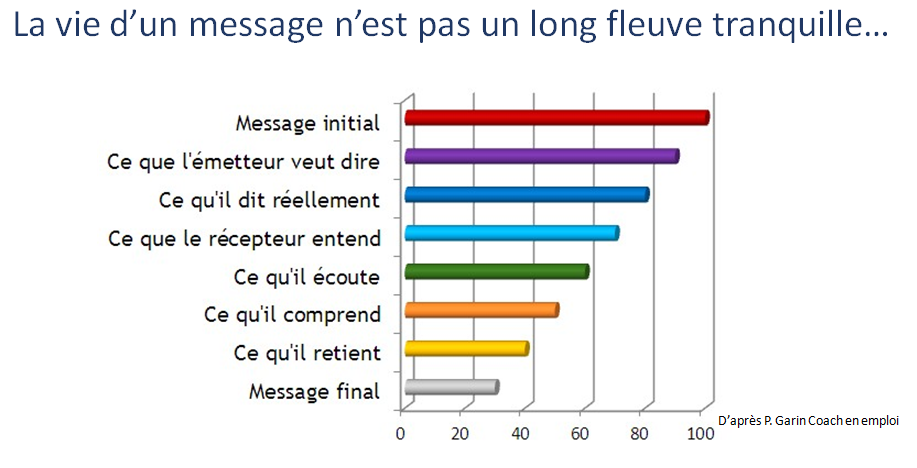 La vie d’un message n’est pas un long fleuve tranquille…
Message initial
Ce que l'émetteur veut dire
Ce qu'il dit réellement
Ce que le récepteur entend
Ce qu'il écoute
Ce qu'il comprend
Ce qu'il retient
Message final
0 20 40 60 80 100
D’après P. Garin Coach en emploi